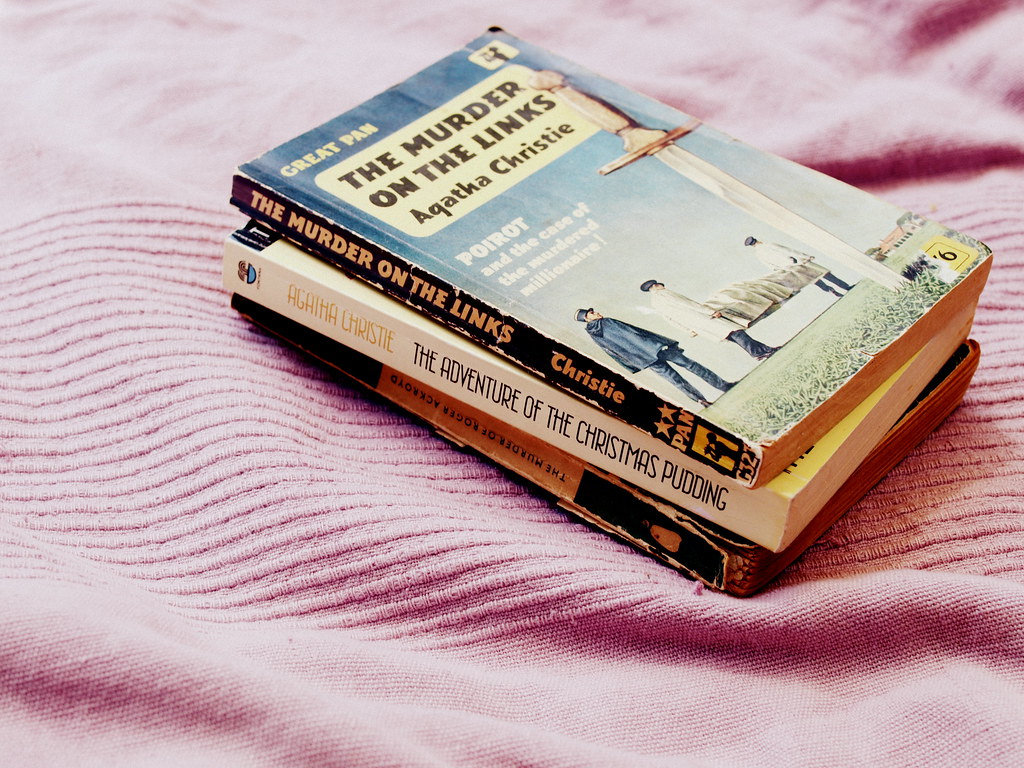 GREAT PAN
THE MURDER
ON THE LINKS
Agatha Christie
POIROT
and the case of
the murdered
millionaire!
THE MURDER ON THE LINKS Christie PAN
AGATHA CHRISTIE THE ADVENTURE OF THE CHRISTMAS PUDDING
THE MURDER OF ROGER ACKROYD